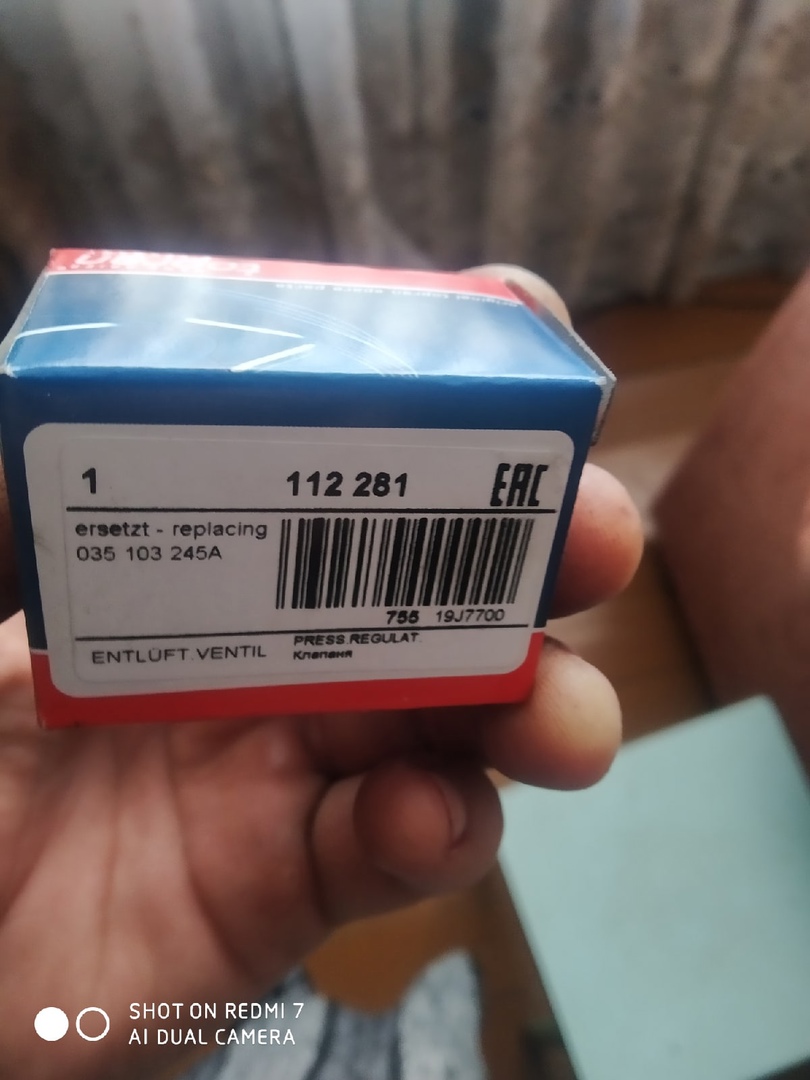 1 112 281 EAC
ersetzt - replacing
035 103 245A
755 19J7700
ENTLÜFT.VENTIL
PRESS.REGULAT.
Клапаня
SHOT ON REDMI 7
AI DUAL CAMERA